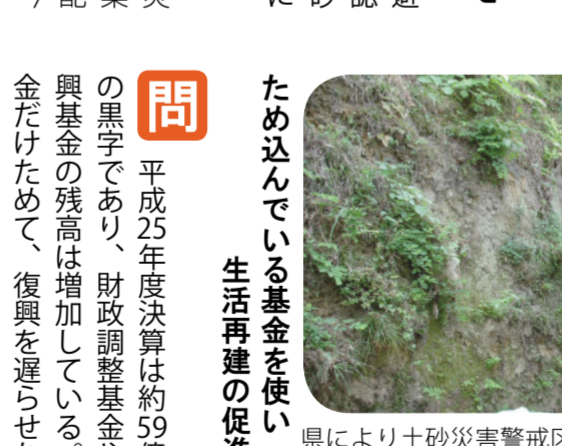 ため込んでいる基金を使い
生活再建の促進
問
平成25年度決算は約59億
の黒字であり、財政調整基金や
興基金の残高は増加している。
金だけためて、復興を遅らせ
県により土砂災害警戒区